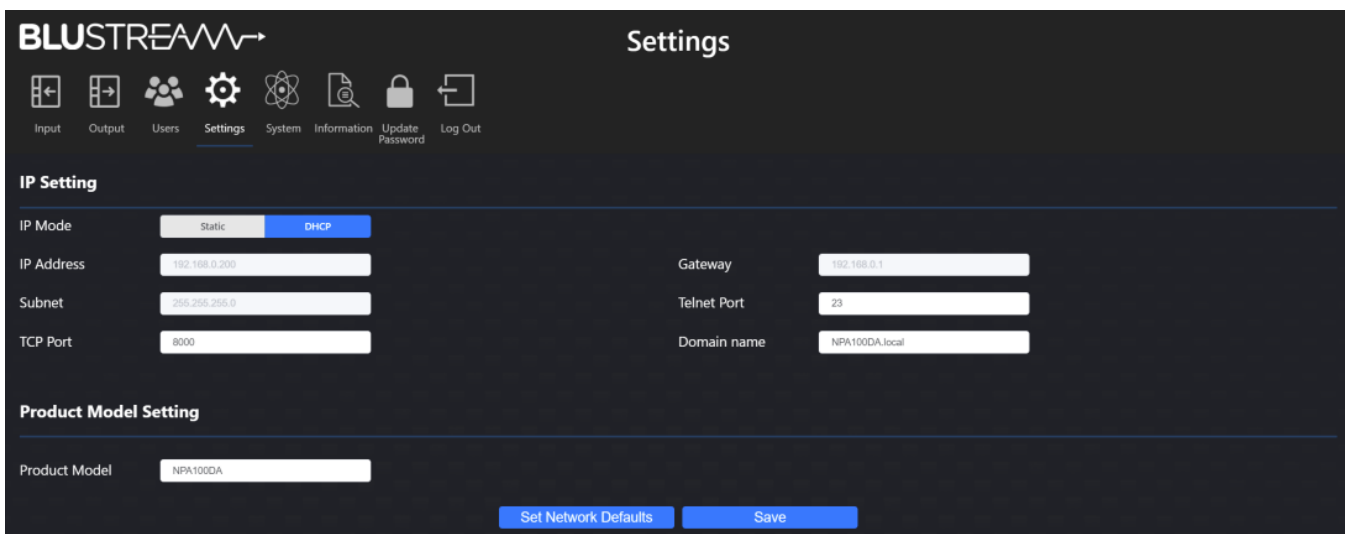 BLUSTREAM
Settings
Input Output Users Settings System Information Update Password Log Out
IP Setting
IP Mode Static DHCP
IP Address 192.168.0.200 Gateway 192.168.0.1
Subnet 255.255.255.0 Telnet Port 23
TCP Port 8000 Domain name NPA100DA.local
Product Model Setting
Product Model NPA100DA
Set Network Defaults Save